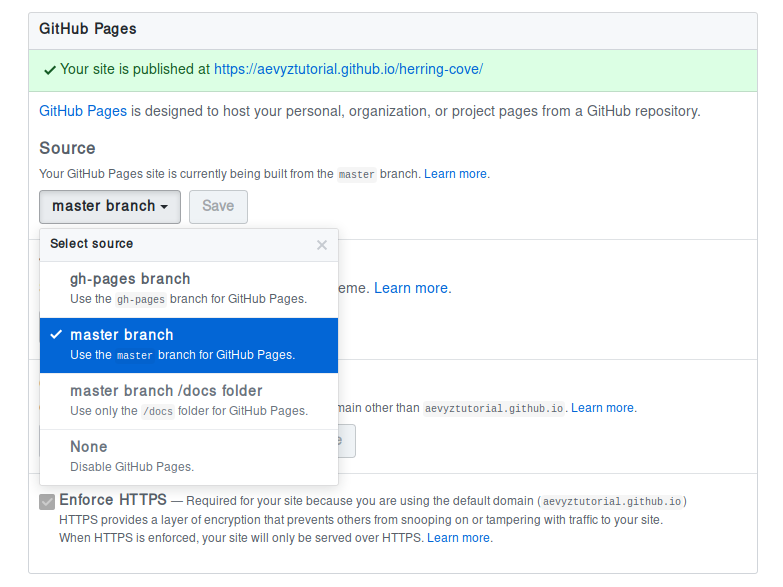 GitHub Pages
Your site is published at https://aevyztutorial.github.io/herring-cove/
GitHub Pages is designed to host your personal, organization, or project pages from a GitHub repository.
Source
Your GitHub Pages site is currently being built from the master branch. Learn more.
master branch Save
Select source
gh-pages branch
Use the gh-pages branch for GitHub Pages.
eme. Learn more.
master branch
Use the master branch for GitHub Pages.
master branch /docs folder
Use only the /docs folder for GitHub Pages.
main other than aevyztutorial.github.io. Learn more.
None
Disable GitHub Pages.
Enforce HTTPS — Required for your site because you are using the default domain (aevyztutorial.github.io)
HTTPS provides a layer of encryption that prevents others from snooping on or tampering with traffic to your site.
When HTTPS is enforced, your site will only be served over HTTPS. Learn more.